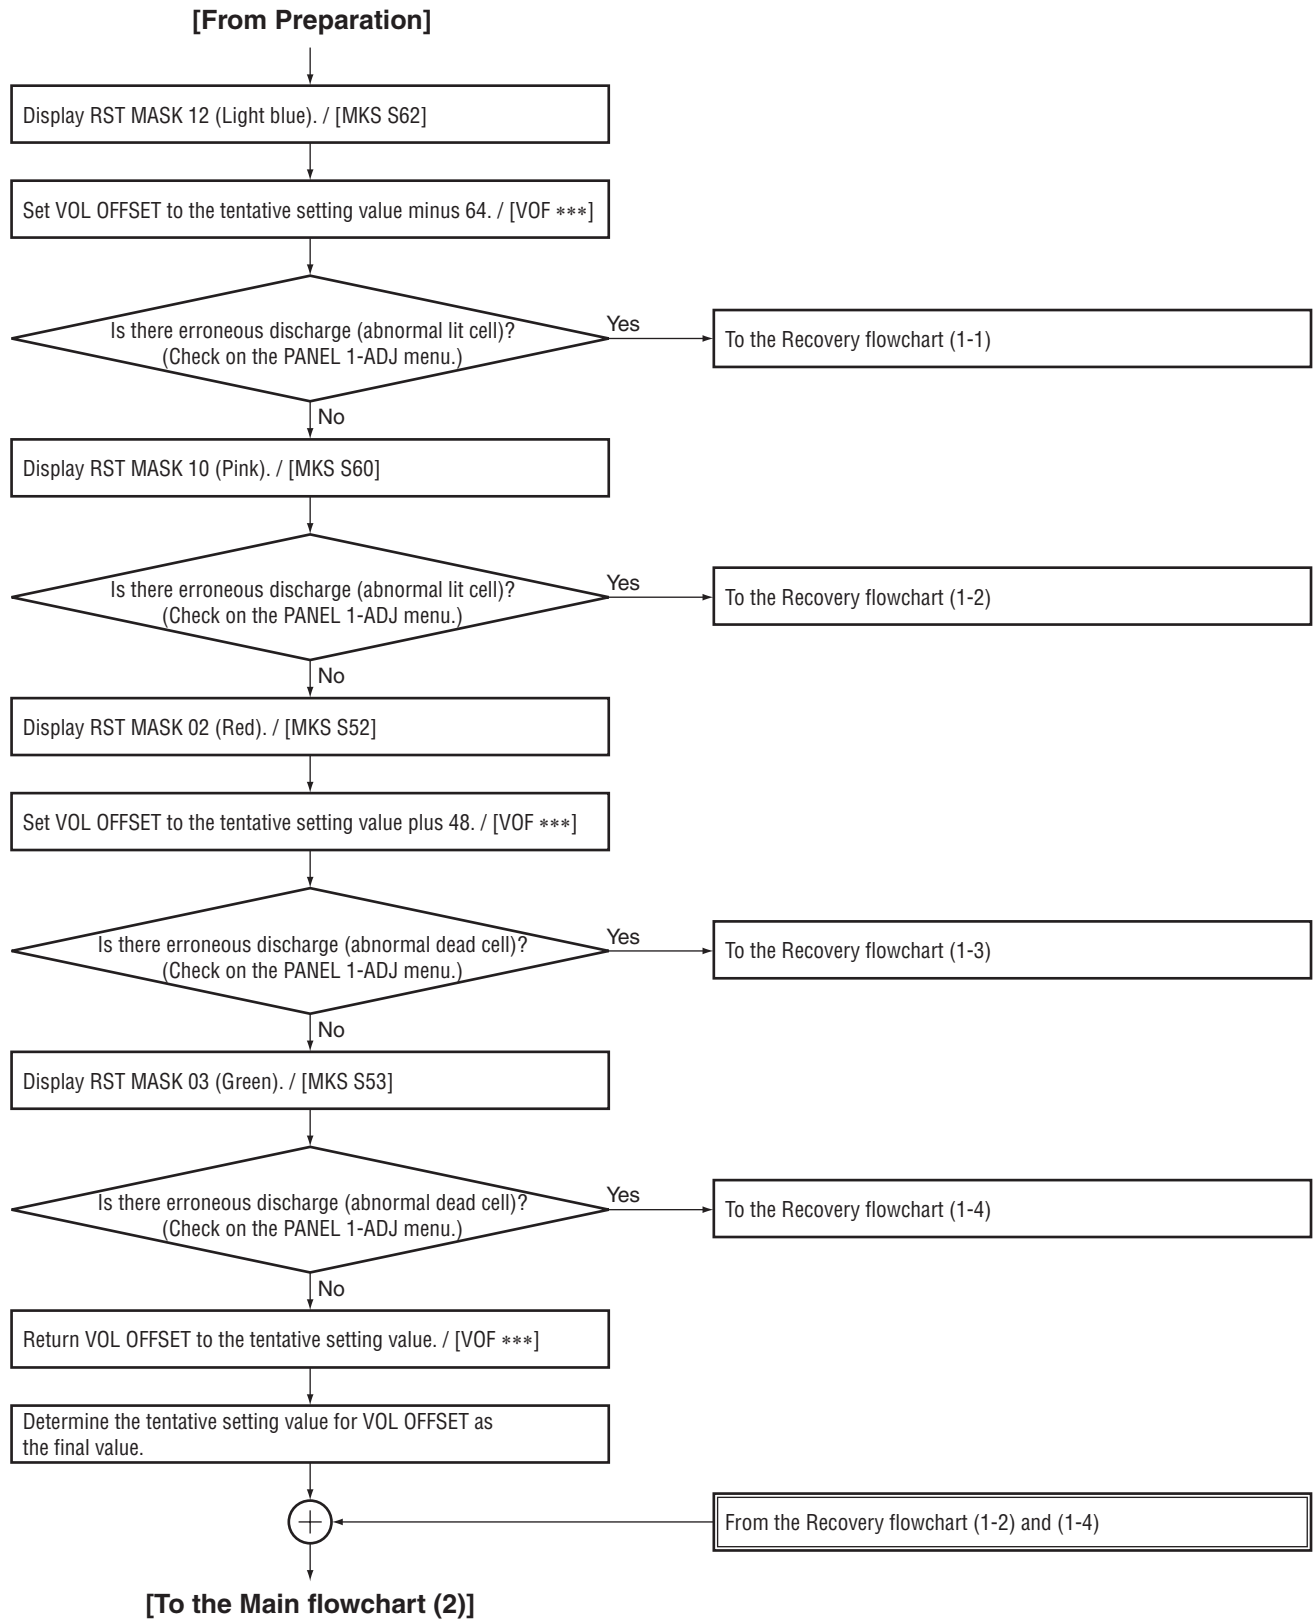 [From Preparation]
Display RST MASK 12 (Light blue). / [MKS S62]
Set VOL OFFSET to the tentative setting value minus 64. / [VOF ∗∗∗]
Is there erroneous discharge (abnormal lit cell)?
(Check on the PANEL 1-ADJ menu.)
Yes
To the Recovery flowchart (1-1)
No
Display RST MASK 10 (Pink). / [MKS S60]
Is there erroneous discharge (abnormal lit cell)?
(Check on the PANEL 1-ADJ menu.)
Yes
To the Recovery flowchart (1-2)
No
Display RST MASK 02 (Red). / [MKS S52]
Set VOL OFFSET to the tentative setting value plus 48. / [VOF ∗∗∗]
Is there erroneous discharge (abnormal dead cell)?
(Check on the PANEL 1-ADJ menu.)
Yes
To the Recovery flowchart (1-3)
No
Display RST MASK 03 (Green). / [MKS S53]
Is there erroneous discharge (abnormal dead cell)?
(Check on the PANEL 1-ADJ menu.)
Yes
To the Recovery flowchart (1-4)
No
Return VOL OFFSET to the tentative setting value. / [VOF ∗∗∗]
Determine the tentative setting value for VOL OFFSET as
the final value.
From the Recovery flowchart (1-2) and (1-4)
[To the Main flowchart (2)]